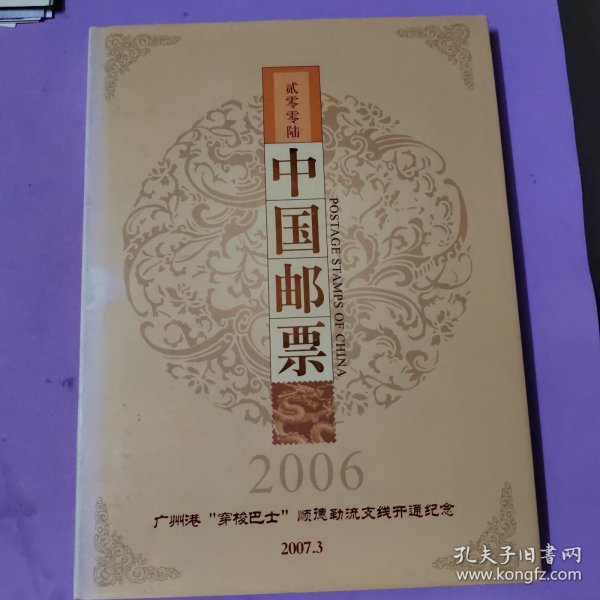 贰零零陆
中国邮票
POSTAGE STAMPS OF CHINA
2006
广州港“穿梭巴士”顺德勒流支线开通纪念
2007.3
孔夫子旧书网
www.kongfz.com